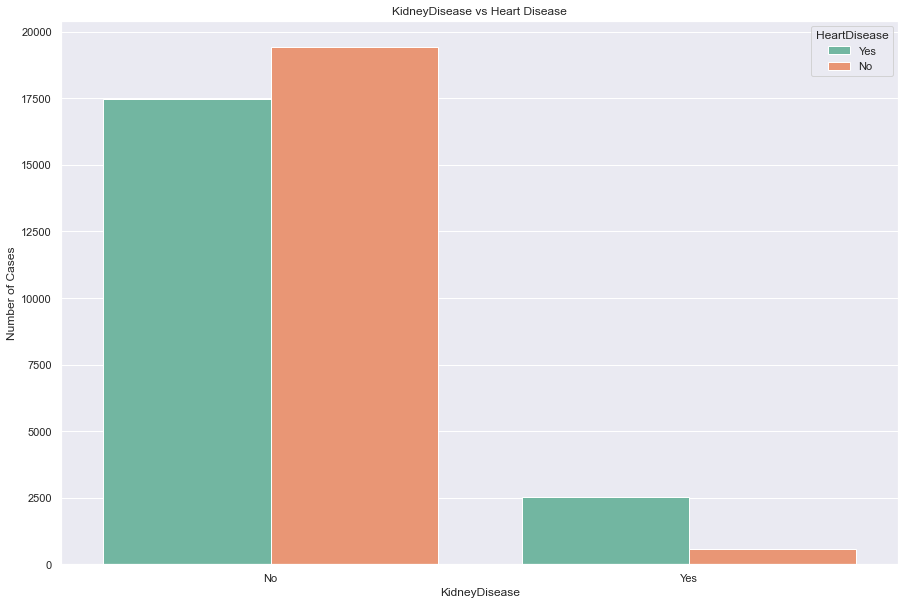 KidneyDisease vs Heart Disease
HeartDisease
Yes
No
20000
17500
15000
12500
10000
7500
5000
2500
0
Number of Cases
No
Yes
KidneyDisease